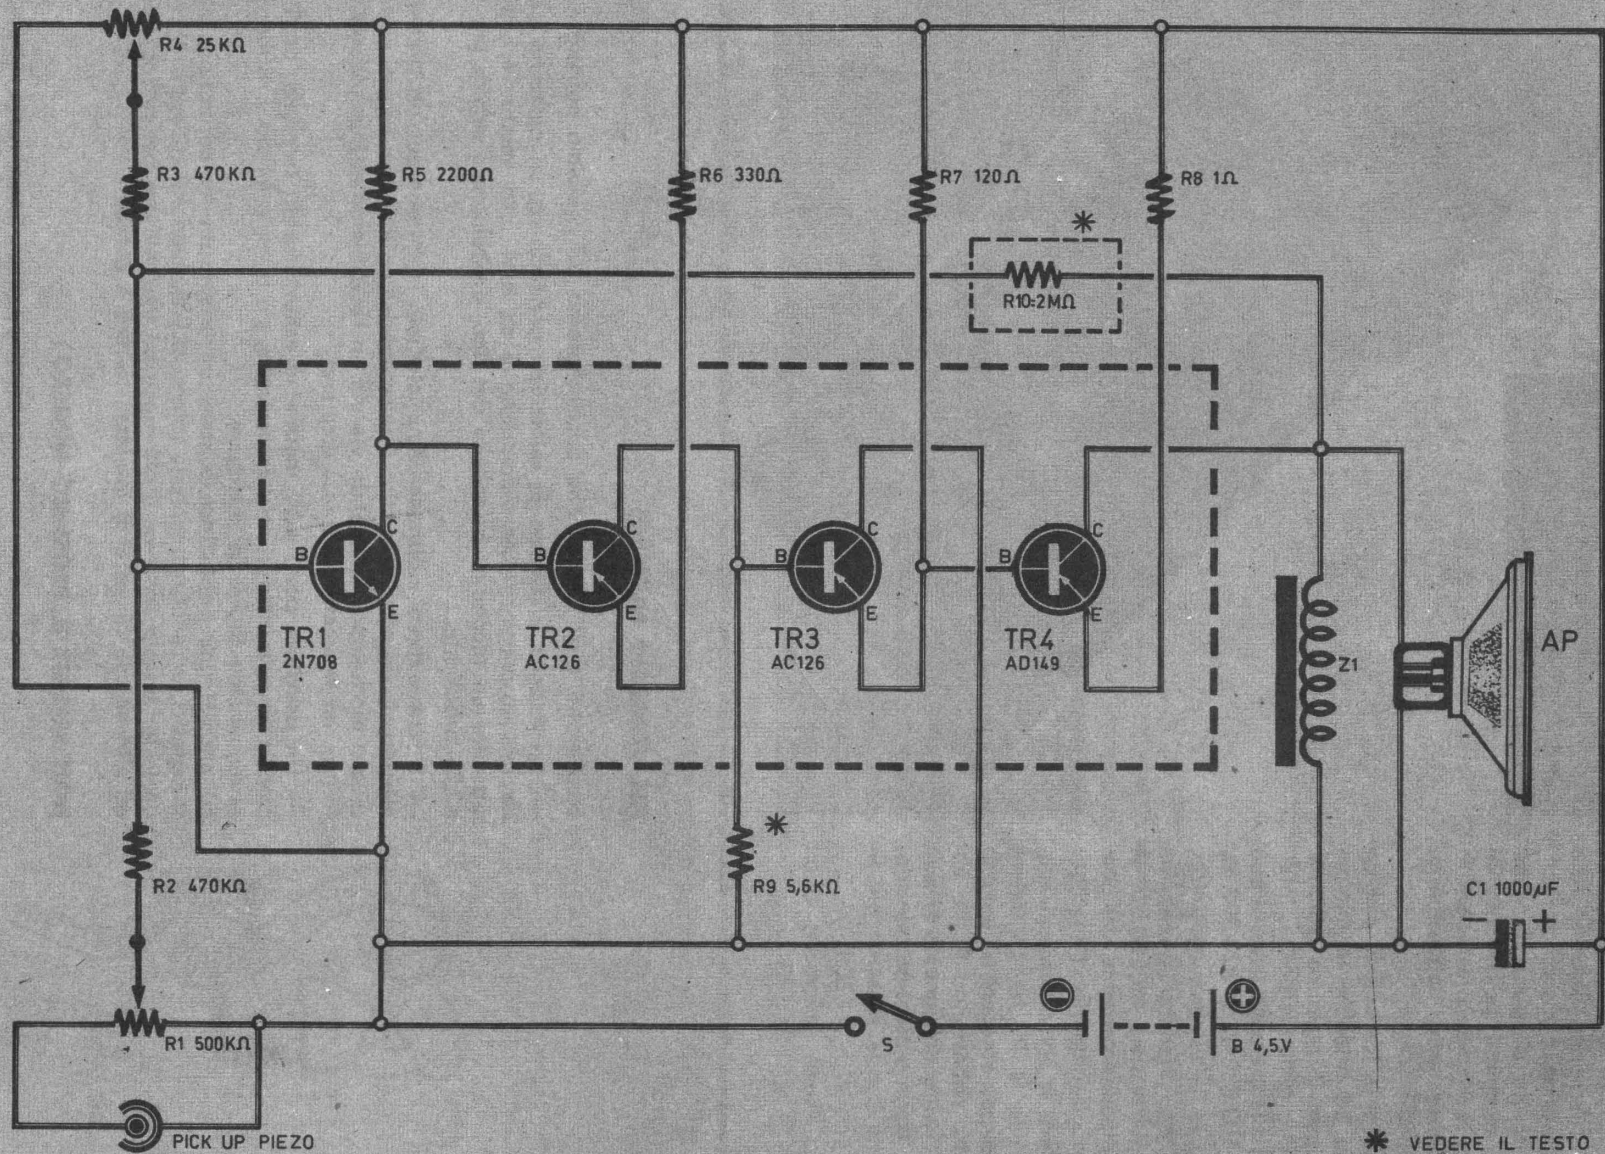 R4 25KΩ
R3 470KΩ
R5 2200Ω
R6 330Ω
R7 120Ω
R8 1Ω
*
R10=2MΩ
B
C
E
TR1
2N708
B
C
E
TR2
AC126
B
C
E
TR3
AC126
B
C
E
TR4
AD149
Z1
AP
R2 470KΩ
*
R9 5,6KΩ
C1 1000µF
− +
R1 500KΩ
S
− +
B 4,5V
PICK UP PIEZO
* VEDERE IL TESTO